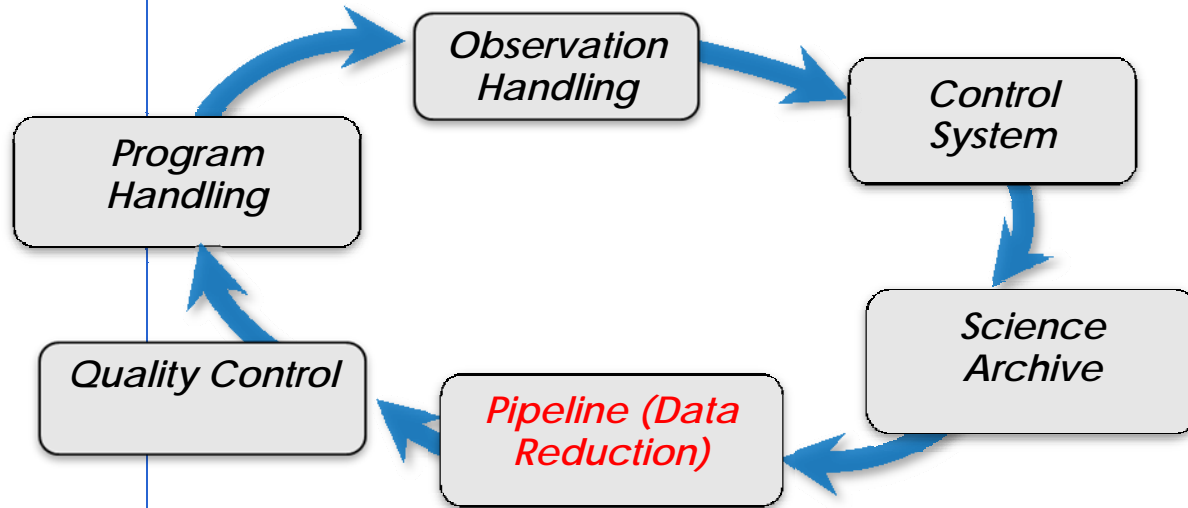 Observation
Handling
Control
System
Program
Handling
Science
Archive
Quality Control
Pipeline (Data
Reduction)